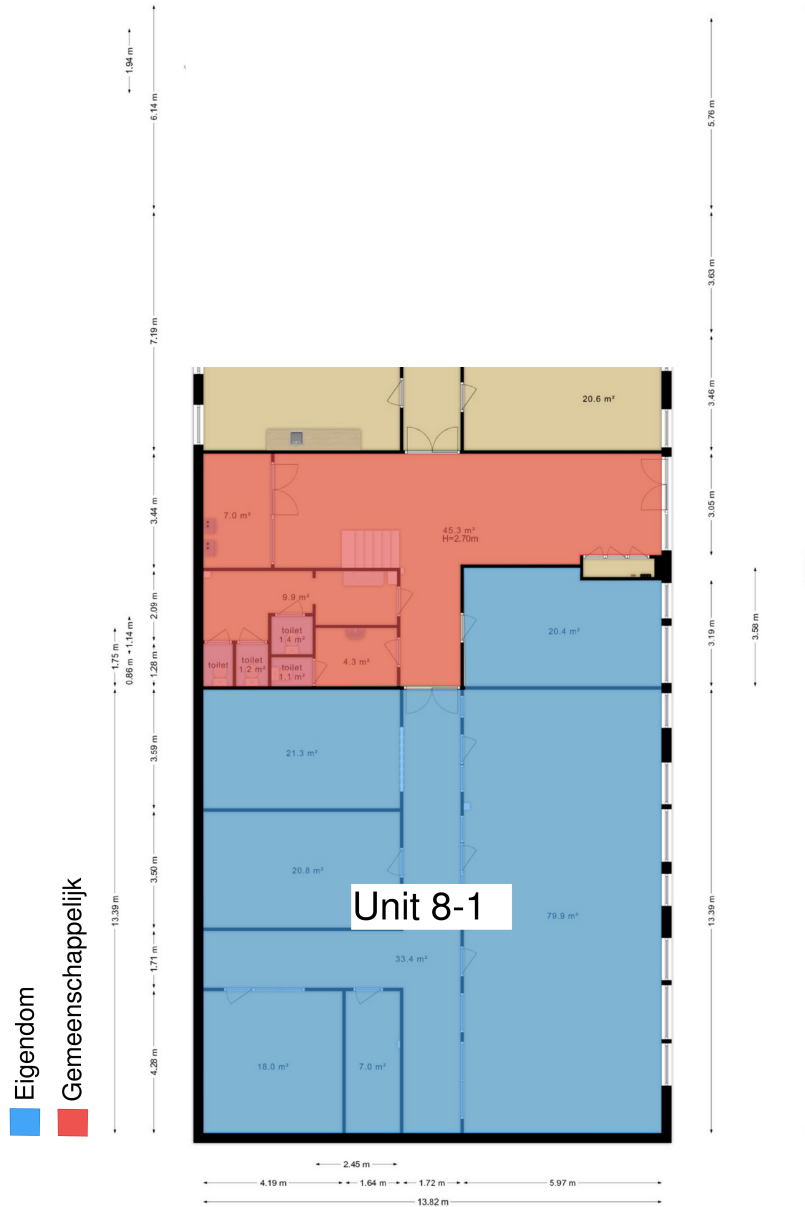 1.94 m
6.14 m
5.76 m
3.63 m
7.19 m
3.46 m
20.6 m²
3.44 m
7.0 m²
45.3 m²
H=2.70m
3.05 m
2.09 m
9.9 m²
toilet
1.4 m²
20.4 m²
3.19 m
3.58 m
1.75 m
0.86 m
1.14 m
1.28 m
toilet
toilet
1.2 m²
toilet
1.1 m²
4.3 m²
3.59 m
21.3 m²
3.50 m
20.8 m²
Unit 8-1
79.9 m²
13.39 m
13.39 m
1.71 m
33.4 m²
4.28 m
18.0 m²
7.0 m²
Eigendom
Gemeenschappelijk
2.45 m
4.19 m
1.64 m
1.72 m
5.97 m
13.82 m